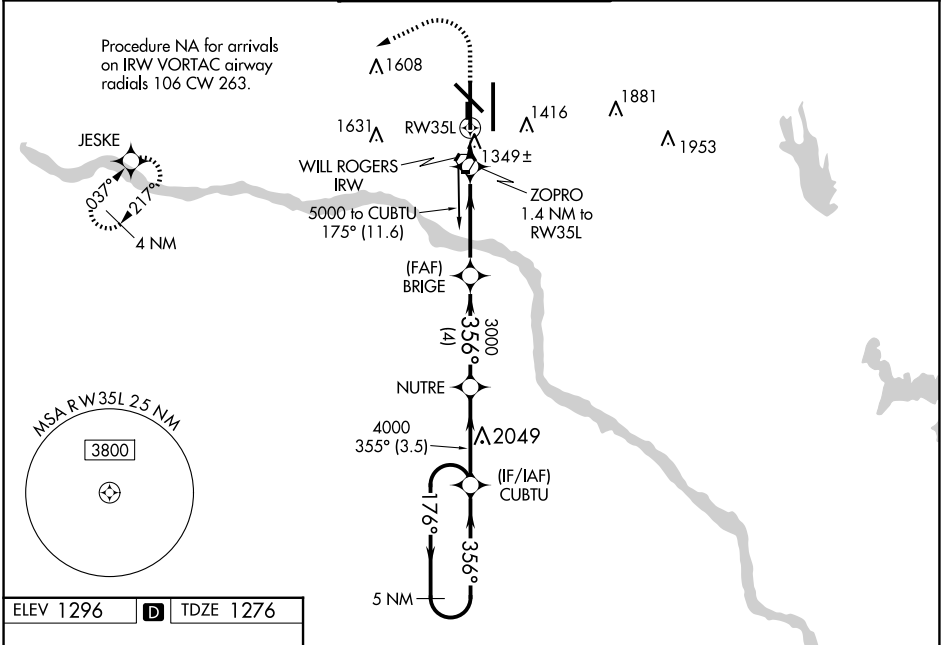 Procedure NA for arrivals
on IRW VORTAC airway
radials 106 CW 263.
1608
1631
RW35L
1416
1881
1953
1349±
JESKE
037°
217°
4 NM
WILL ROGERS
IRW
ZOPRO
1.4 NM to
RW35L
5000 to CUBTU
175° (11.6)
(FAF)
BRIGE
3000
356°
(4)
NUTRE
4000
355° (3.5)
2049
(IF/IAF)
CUBTU
176°
356°
5 NM
MSA RW35L 25 NM
3800
ELEV 1296
D
TDZE 1276